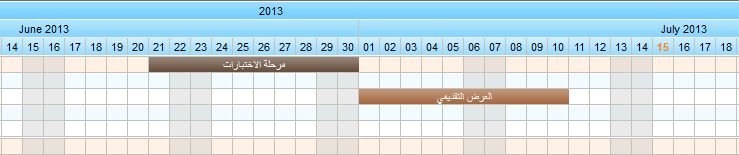 2013
June 2013 July 2013
14 15 16 17 18 19 20 21 22 23 24 25 26 27 28 29 30 01 02 03 04 05 06 07 08 09 10 11 12 13 14 15 16 17 18
مرحلة الاختبارات
العرض التقديمي